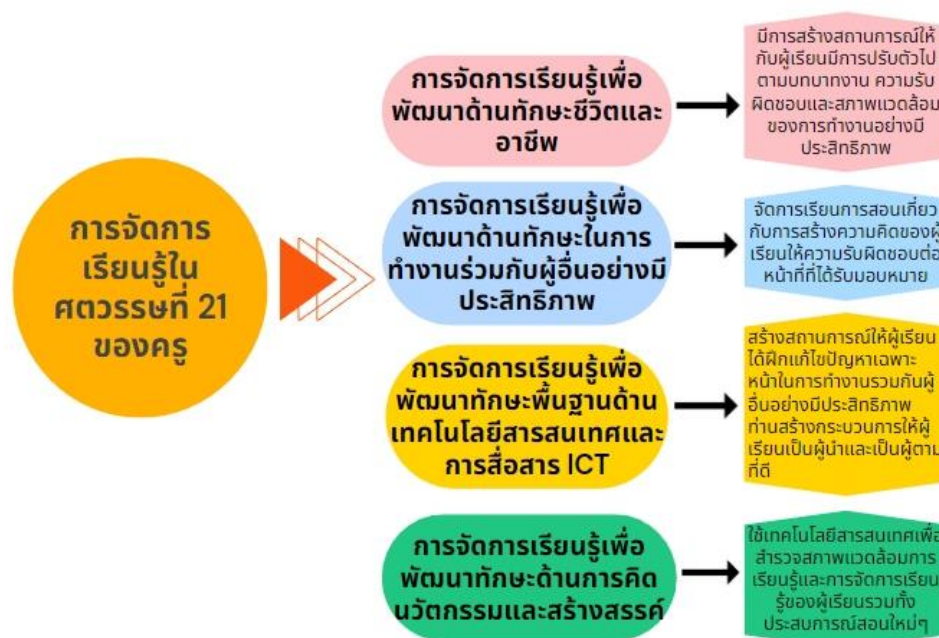 การจัดการ
เรียนรู้ใน
ศตวรรษที่ 21
ของครู
การจัดการเรียนรู้เพื่อ
พัฒนาด้านทักษะชีวิตและ
อาชีพ
มีการสร้างสถานการณ์ให้
กับผู้เรียนมีการปรับตัวไป
ตามบทบาทงาน ความรับ
ผิดชอบและสภาพแวดล้อม
ของการทำงานอย่างมี
ประสิทธิภาพ
การจัดการเรียนรู้เพื่อ
พัฒนาด้านทักษะในการ
ทำงานร่วมกับผู้อื่นอย่างมี
ประสิทธิภาพ
จัดการเรียนการสอนเกี่ยว
กับการสร้างความคิดของผู้
เรียนให้ความรับผิดชอบต่อ
หน้าที่ที่ได้รับมอบหมาย
การจัดการเรียนรู้เพื่อ
พัฒนาทักษะพื้นฐานด้าน
เทคโนโลยีสารสนเทศและ
การสื่อสาร ICT
สร้างสถานการณ์ให้ผู้เรียน
ได้ฝึกแก้ไขปัญหาเฉพาะ
หน้าในการทำงานรวมกันผู้
อื่นอย่างมีประสิทธิภาพ
ท่านสร้างกระบวนการให้ผู้
เรียนเป็นผู้นำและเป็นผู้ตาม
ที่ดี
การจัดการเรียนรู้เพื่อ
พัฒนาทักษะด้านการคิด
นวัตกรรมและสร้างสรรค์
ใช้เทคโนโลยีสารสนเทศเพื่อ
สำรวจสภาพแวดล้อมการ
เรียนรู้และการจัดการเรียน
รู้ของผู้เรียนรวมทั้ง
ประสบการณ์สอนใหม่ๆ